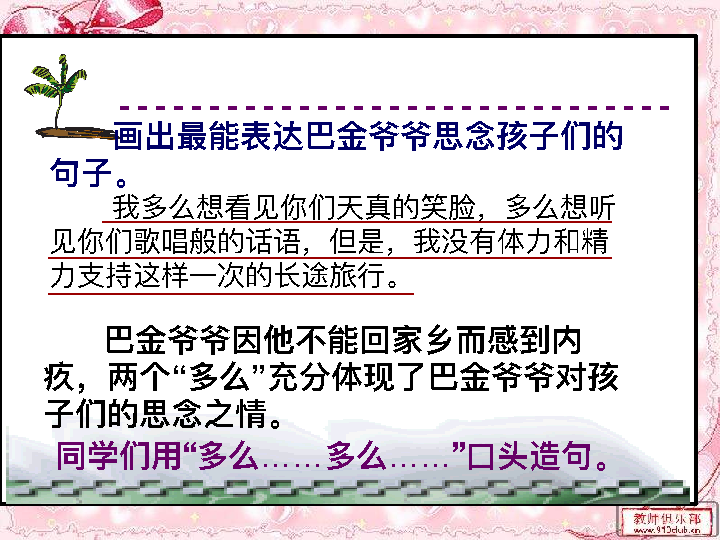 画出最能表达巴金爷爷思念孩子们的
句子。
我多么想看见你们天真的笑脸，多么想听
见你们歌唱般的话语，但是，我没有体力和精
力支持这样一次的长途旅行。
巴金爷爷因他不能回家乡而感到内
疚，两个“多么”充分体现了巴金爷爷对孩
子们的思念之情。
同学们用“多么……多么……”口头造句。
教师俱乐部
www.910club.cn